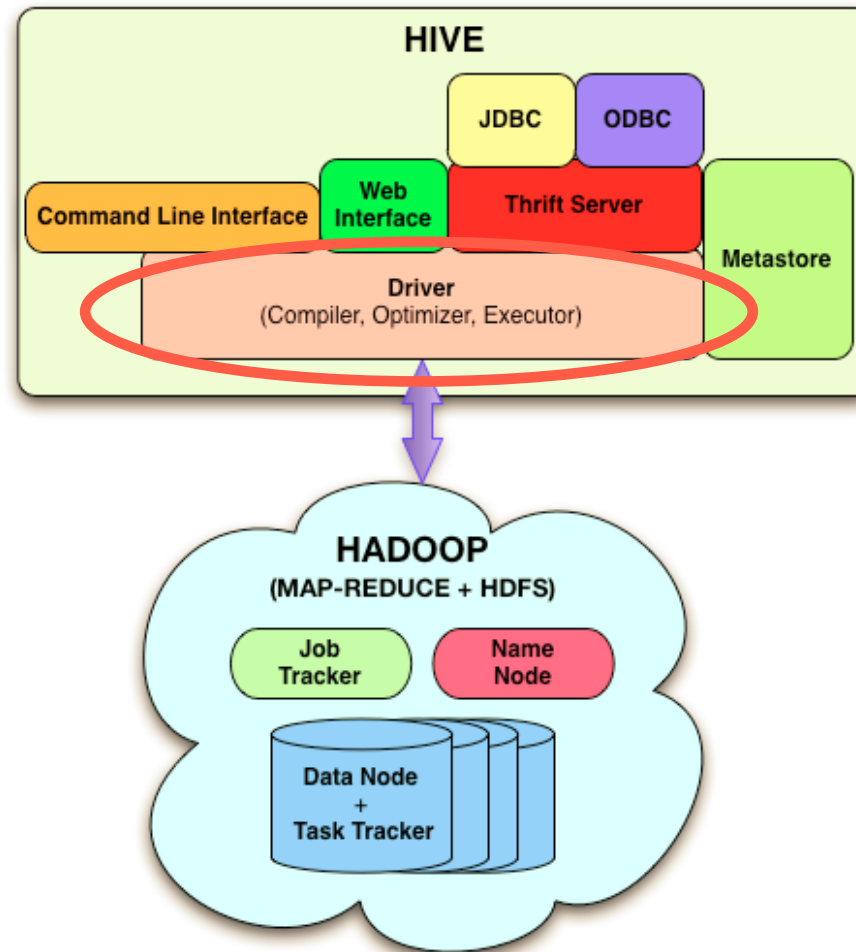 HIVE
JDBC
ODBC
Command Line Interface
Web
Interface
Thrift Server
Metastore
Driver
(Compiler, Optimizer, Executor)
HADOOP
(MAP-REDUCE + HDFS)
Job
Tracker
Name
Node
Data Node
+
Task Tracker